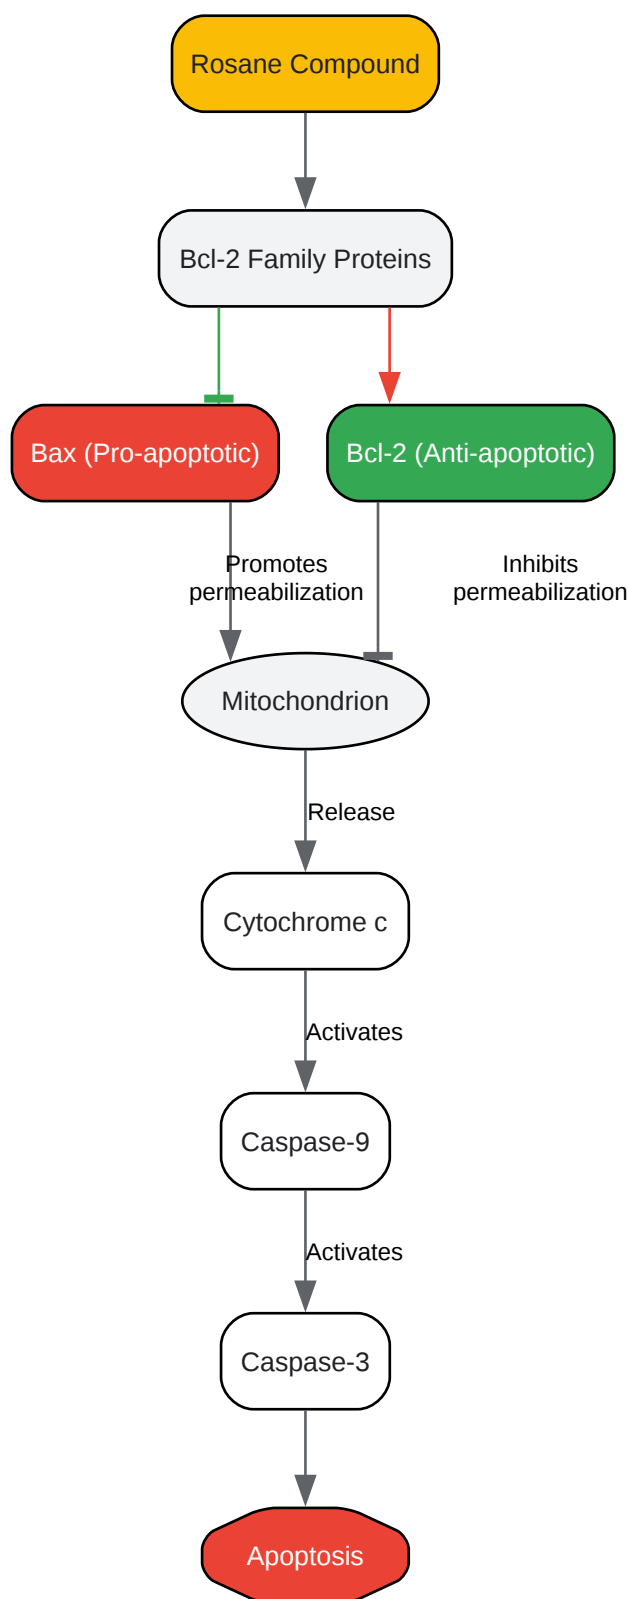 Rosane Compound
Bcl-2 Family Proteins
Bax (Pro-apoptotic)
Bcl-2 (Anti-apoptotic)
Promotes
permeabilization
Inhibits
permeabilization
Mitochondrion
Release
Cytochrome c
Activates
Caspase-9
Activates
Caspase-3
Apoptosis